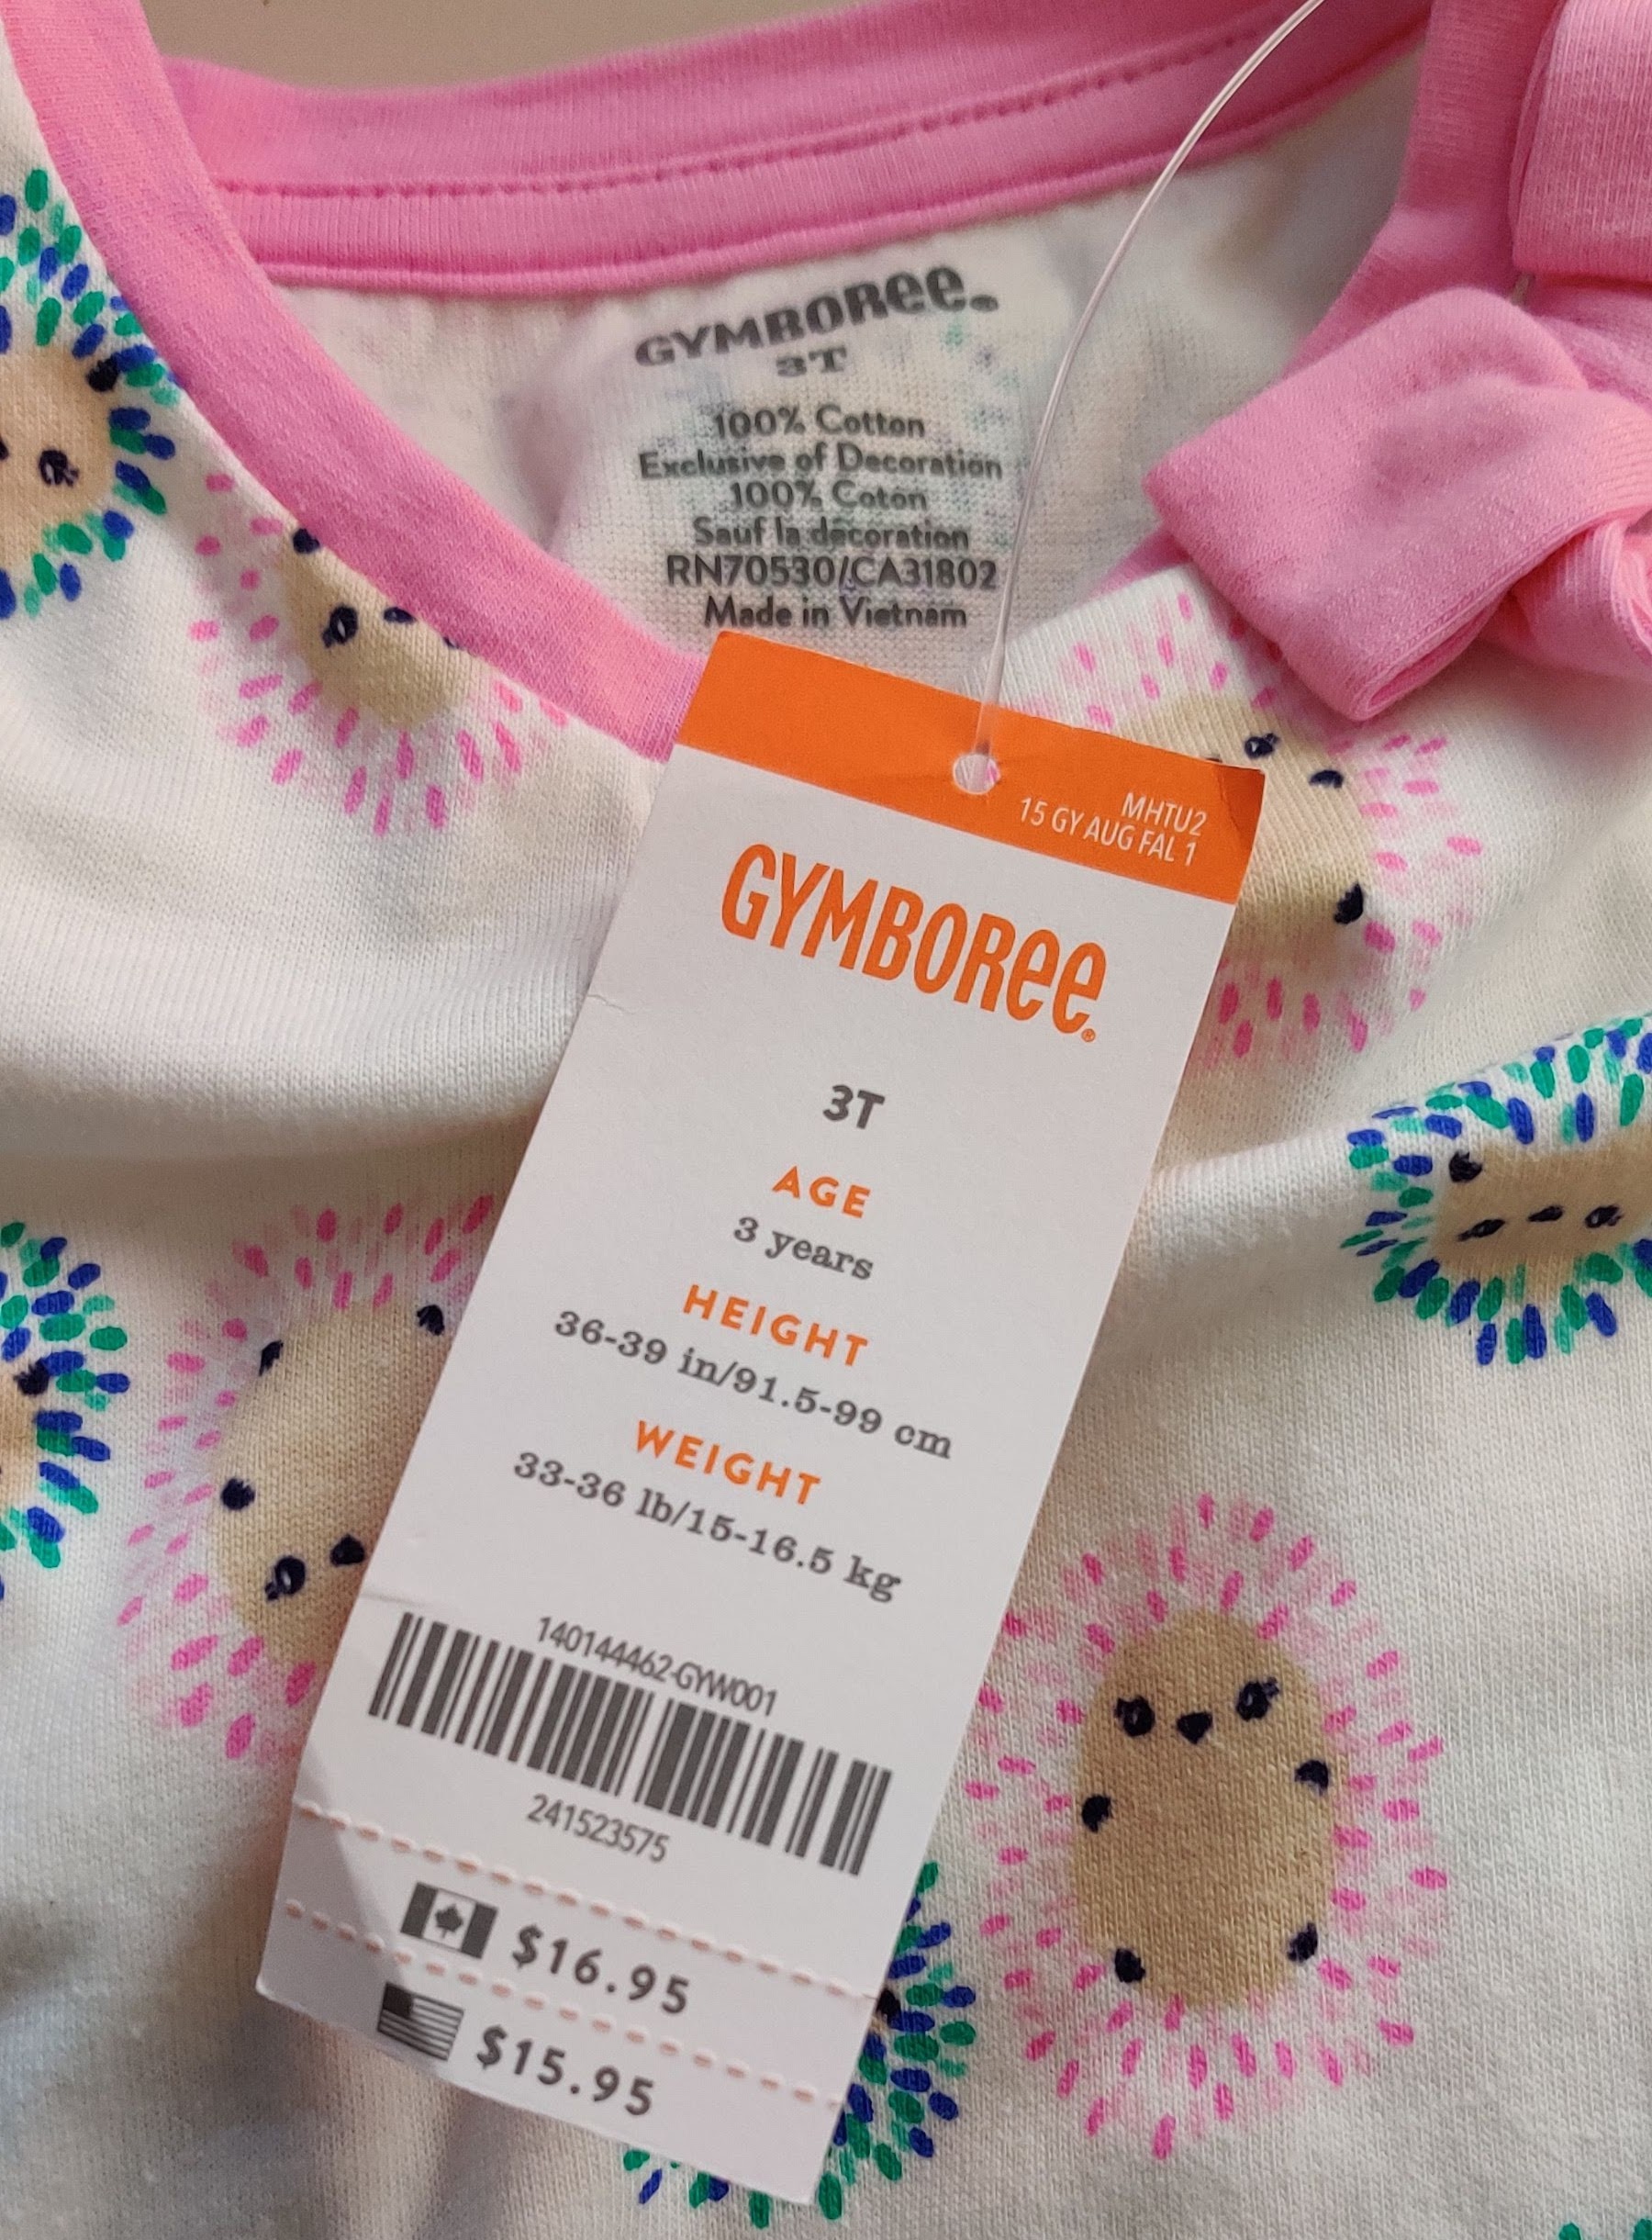 GYMBOREE.
3T
100% Cotton
Exclusive of Decoration
100% Coton
Sauf la décoration
RN70530/CA31802
Made in Vietnam
MHTU2
15 GY AUG FAL 1
GYMBOREE®
3T
AGE
3 years
HEIGHT
36-39 in/91.5-99 cm
WEIGHT
33-36 lb/15-16.5 kg
140144462-GYW001
241523575
$16.95
$15.95